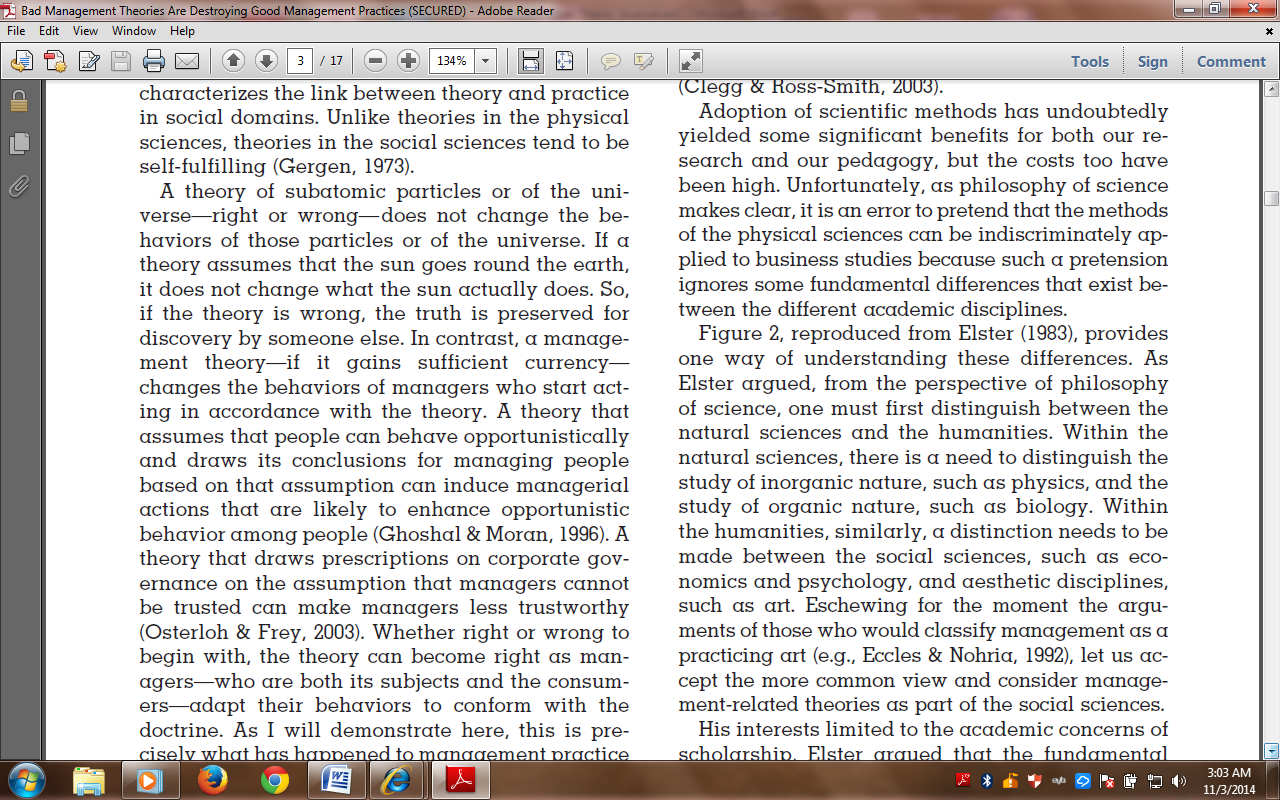 Bad Management Theories Are Destroying Good Management Practices (SECURED) - Adobe Reader
File Edit View Window Help
3 / 17 134% Tools Sign Comment
characterizes the link between theory and practice
in social domains. Unlike theories in the physical
sciences, theories in the social sciences tend to be
self-fulfilling (Gergen, 1973).
A theory of subatomic particles or of the uni-
verse—right or wrong—does not change the be-
haviors of those particles or of the universe. If a
theory assumes that the sun goes round the earth,
it does not change what the sun actually does. So,
if the theory is wrong, the truth is preserved for
discovery by someone else. In contrast, a manage-
ment theory—if it gains sufficient currency—
changes the behaviors of managers who start act-
ing in accordance with the theory. A theory that
assumes that people can behave opportunistically
and draws its conclusions for managing people
based on that assumption can induce managerial
actions that are likely to enhance opportunistic
behavior among people (Ghoshal & Moran, 1996). A
theory that draws prescriptions on corporate gov-
ernance on the assumption that managers cannot
be trusted can make managers less trustworthy
(Osterloh & Frey, 2003). Whether right or wrong to
begin with, the theory can become right as man-
agers—who are both its subjects and the consum-
ers—adapt their behaviors to conform with the
doctrine. As I will demonstrate here, this is pre-
cisely what has happened to management practice
(Clegg & Ross-Smith, 2003).
Adoption of scientific methods has undoubtedly
yielded some significant benefits for both our re-
search and our pedagogy, but the costs too have
been high. Unfortunately, as philosophy of science
makes clear, it is an error to pretend that the methods
of the physical sciences can be indiscriminately ap-
plied to business studies because such a pretension
ignores some fundamental differences that exist be-
tween the different academic disciplines.
Figure 2, reproduced from Elster (1983), provides
one way of understanding these differences. As
Elster argued, from the perspective of philosophy
of science, one must first distinguish between the
natural sciences and the humanities. Within the
natural sciences, there is a need to distinguish the
study of inorganic nature, such as physics, and the
study of organic nature, such as biology. Within
the humanities, similarly, a distinction needs to be
made between the social sciences, such as eco-
nomics and psychology, and aesthetic disciplines,
such as art. Eschewing for the moment the argu-
ments of those who would classify management as a
practicing art (e.g., Eccles & Nohria, 1992), let us ac-
cept the more common view and consider manage-
ment-related theories as part of the social sciences.
His interests limited to the academic concerns of
scholarship, Elster argued that the fundamental
3:03 AM
11/3/2014